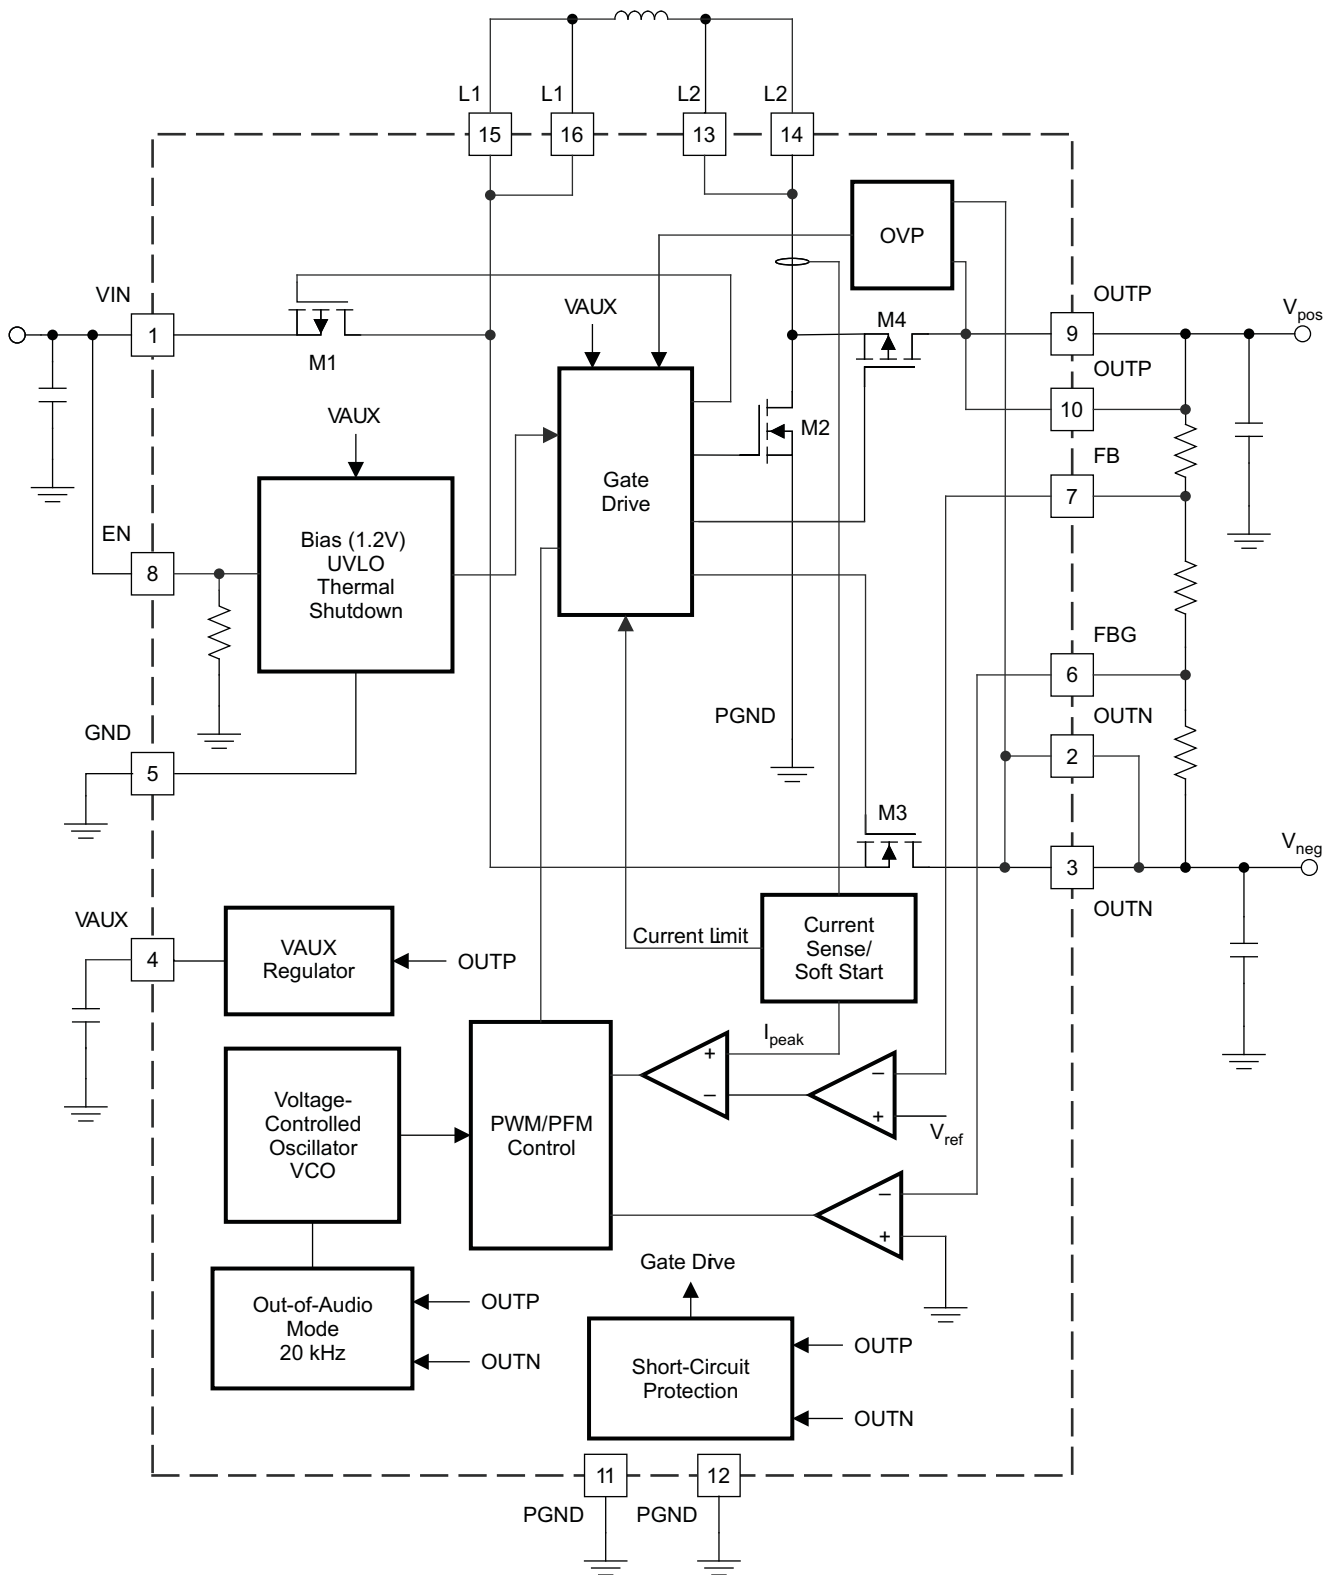 L1
L1
L2
L2
15
16
13
14
OVP
VIN
1
M1
VAUX
M4
OUTP
9
Vpos
OUTP
10
VAUX
M2
FB
7
Gate
Drive
EN
8
Bias (1.2V)
UVLO
Thermal
Shutdown
FBG
6
PGND
OUTN
2
GND
5
M3
Vneg
3
OUTN
VAUX
4
VAUX
Regulator
OUTP
Current Limit
Current
Sense/
Soft Start
Ipeak
+
–
–
+
Vref
Voltage-
Controlled
Oscillator
VCO
PWM/PFM
Control
–
+
Gate Dive
Out-of-Audio
Mode
20 kHz
OUTP
OUTN
Short-Circuit
Protection
OUTP
OUTN
11
12
PGND
PGND